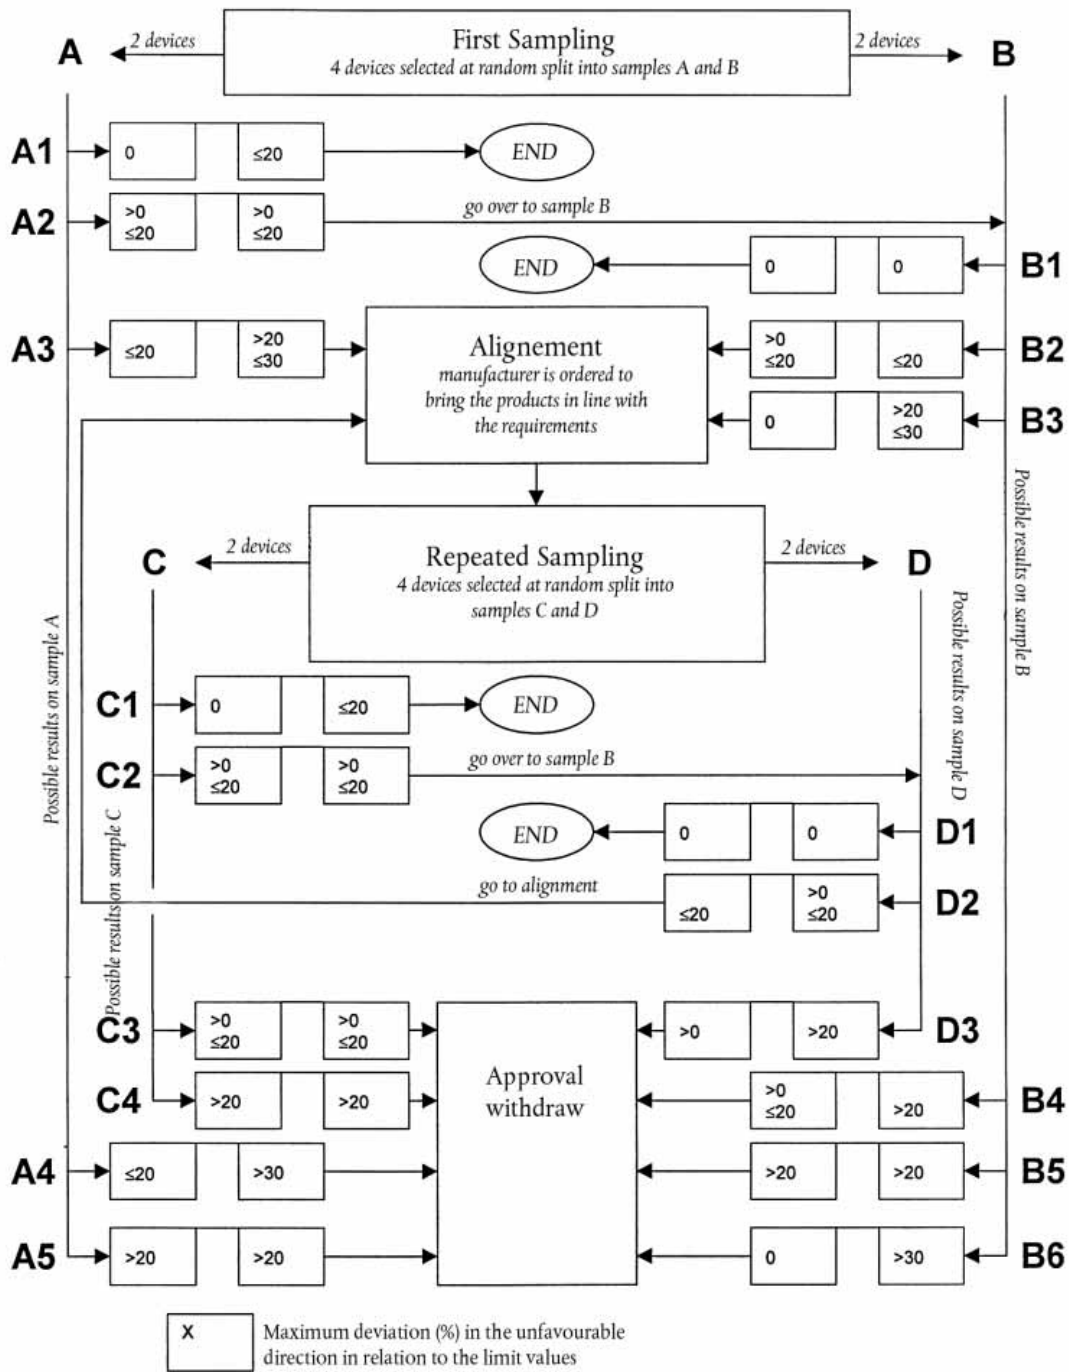 First Sampling
4 devices selected at random split into samples A and B
A
2 devices
2 devices
B
A1
0
≤20
END
A2
>0
≤20
>0
≤20
go over to sample B
END
0
0
B1
A3
≤20
>20
≤30
Alignement
manufacturer is ordered to
bring the products in line with
the requirements
>0
≤20
≤20
B2
0
>20
≤30
B3
Possible results on sample B
C
2 devices
Repeated Sampling
4 devices selected at random split into
samples C and D
2 devices
D
Possible results on sample A
Possible results on sample D
C1
0
≤20
END
C2
>0
≤20
>0
≤20
go over to sample B
Possible results on sample C
END
0
0
D1
go to alignment
≤20
>0
≤20
D2
C3
>0
≤20
>0
≤20
Approval
withdraw
>0
>20
D3
C4
>20
>20
>0
≤20
>20
B4
A4
≤20
>30
>20
>20
B5
A5
>20
>20
0
>30
B6
X
Maximum deviation (%) in the unfavourable
direction in relation to the limit values